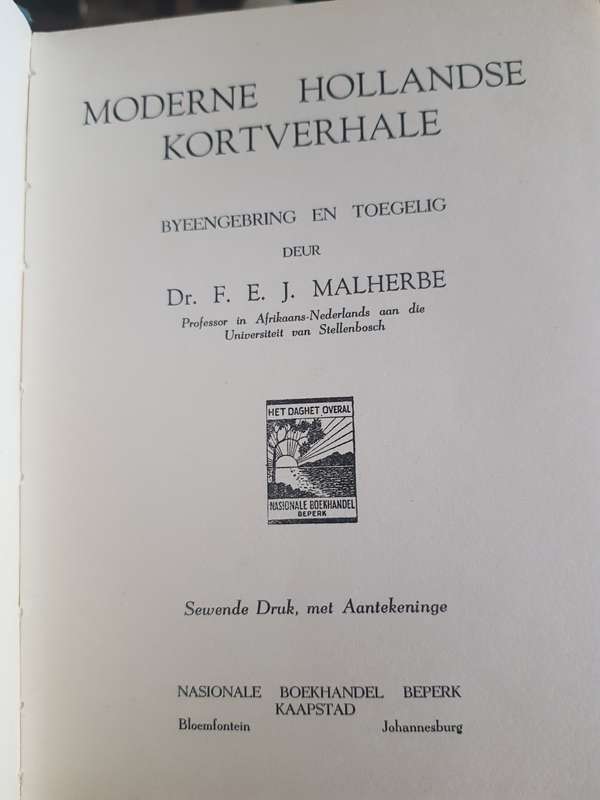 MODERNE HOLLANDSE
KORTVERHALE
BYEENGEBRING EN TOEGELIG
DEUR
Dr. F. E. J. MALHERBE
Professor in Afrikaans-Nederlands aan die
Universiteit van Stellenbosch
HET DAGHET OVERAL
NASIONALE BOEKHANDEL
BEPERK
Sewende Druk, met Aantekeninge
NASIONALE BOEKHANDEL BEPERK
KAAPSTAD
Bloemfontein Johannesburg